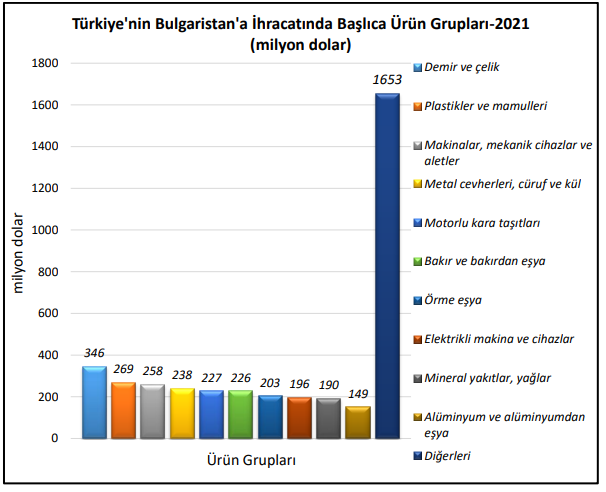 Türkiye'nin Bulgaristan'a İhracatında Başlıca Ürün Grupları-2021
(milyon dolar)
milyon dolar
1800
1600
1400
1200
1000
800
600
400
200
0
346
269
258
238
227
226
203
196
190
149
1653
Ürün Grupları
Demir ve çelik
Plastikler ve mamulleri
Makinalar, mekanik cihazlar ve
aletler
Metal cevherleri, cüruf ve kül
Motorlu kara taşıtları
Bakır ve bakırdan eşya
Örme eşya
Elektrikli makina ve cihazlar
Mineral yakıtlar, yağlar
Alüminyum ve alüminyumdan
eşya
Diğerleri